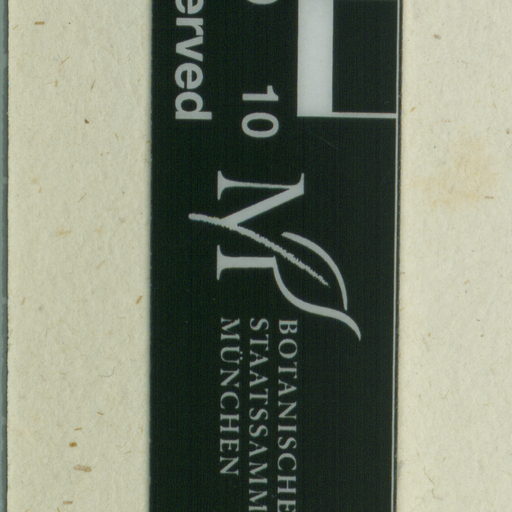 10
erved
M
BOTANISCHE
STAATSSAMM
MÜNCHEN